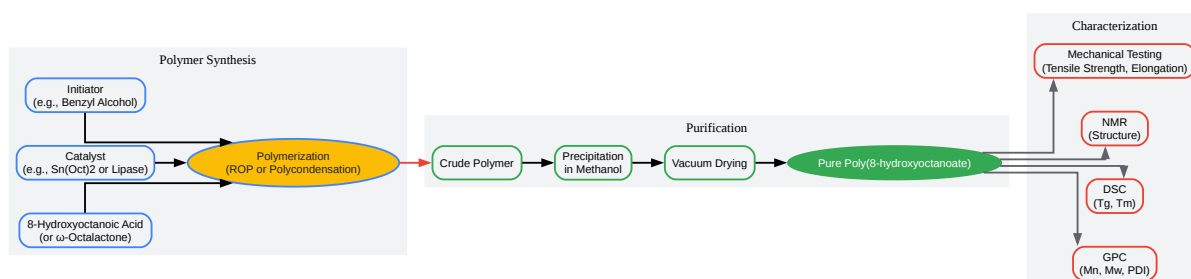 Polymer Synthesis
Initiator
(e.g., Benzyl Alcohol)
Catalyst
(e.g., Sn(Oct)2 or Lipase)
8-Hydroxyoctanoic Acid
(or ω-Octalactone)
Polymerization
(ROP or Polycondensation)
Purification
Crude Polymer
Precipitation
in Methanol
Vacuum Drying
Pure Poly(8-hydroxyoctanoate)
Characterization
Mechanical Testing
(Tensile Strength, Elongation)
NMR
(Structure)
DSC
(Tg, Tm)
GPC
(Mn, Mw, PDI)